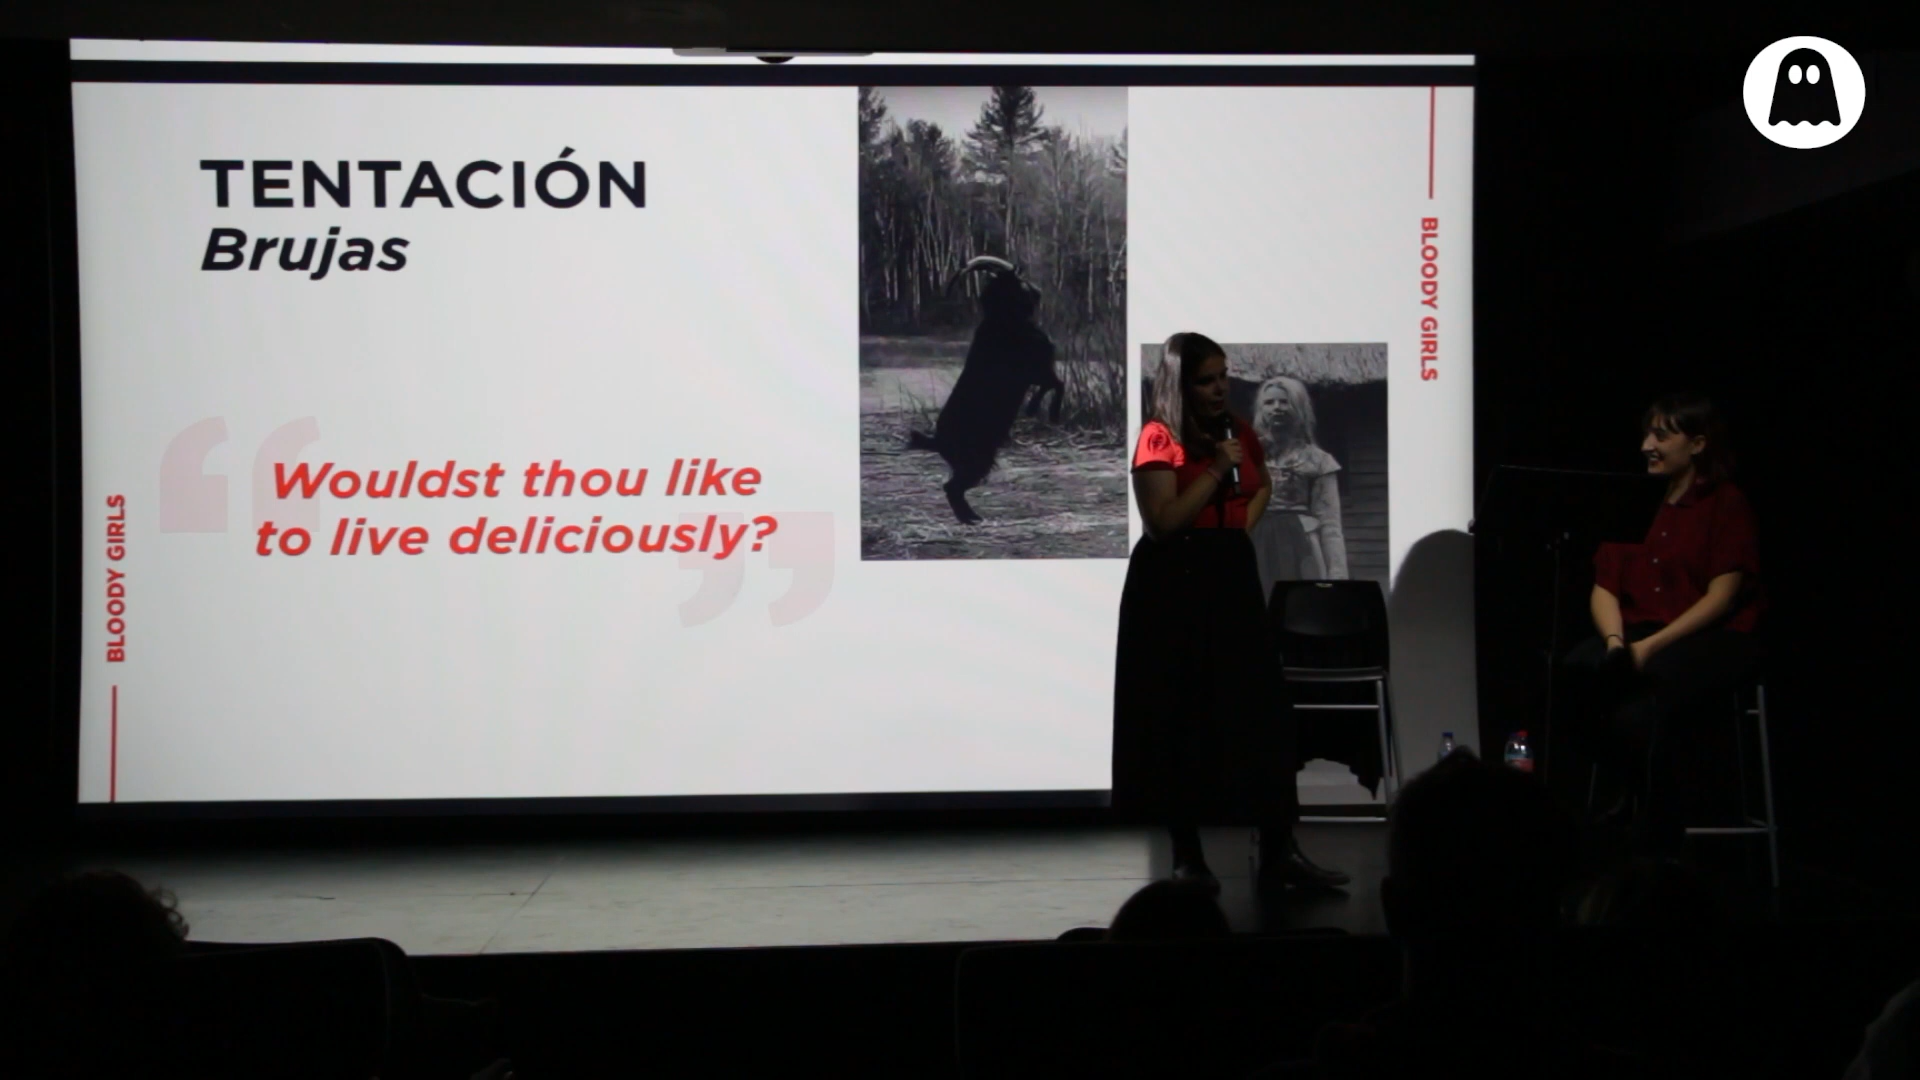 TENTACIÓN
Brujas
Wouldst thou like
to live deliciously?
BLOODY GIRLS
BLOODY GIRLS